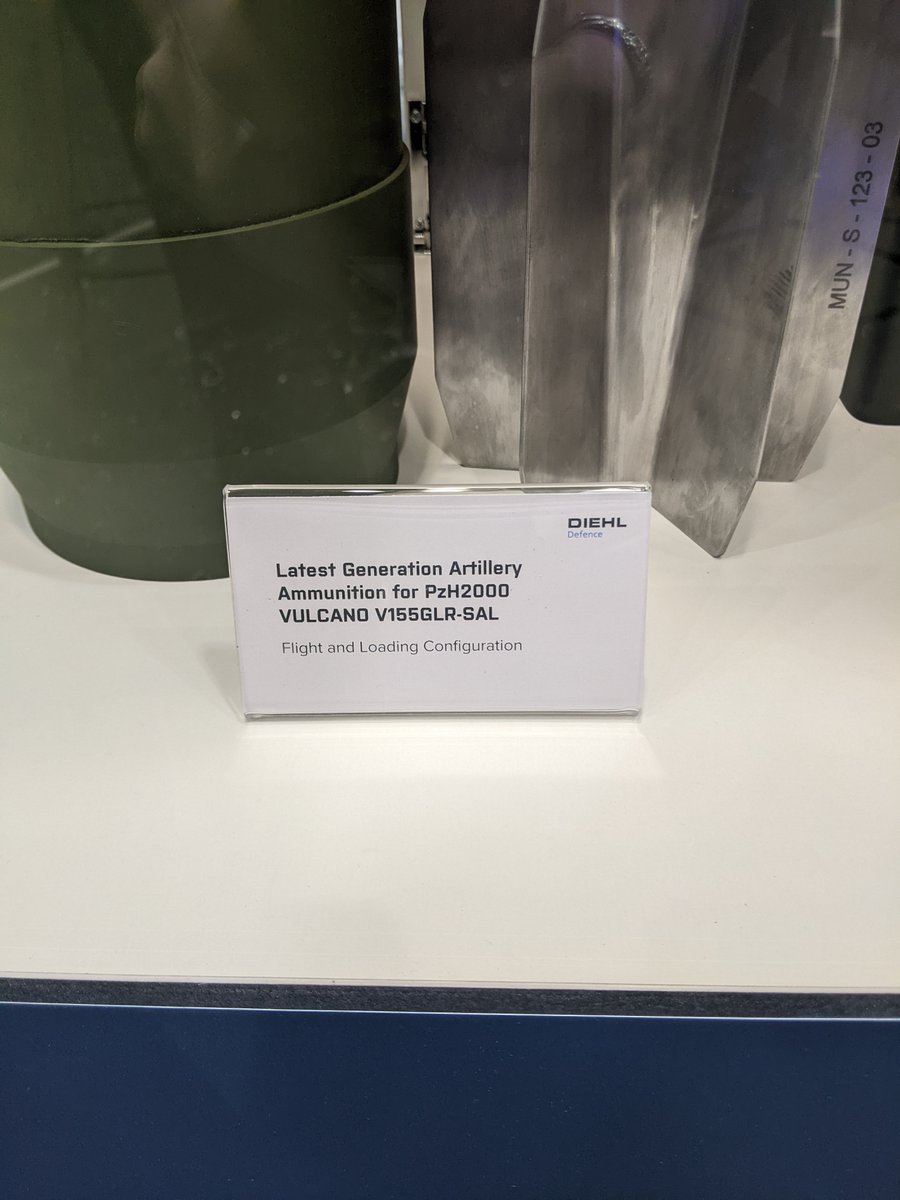 MUN - S - 123 - 03
DIEHL
Defence
Latest Generation Artillery
Ammunition for PzH2000
VULCANO V155GLR-SAL
Flight and Loading Configuration